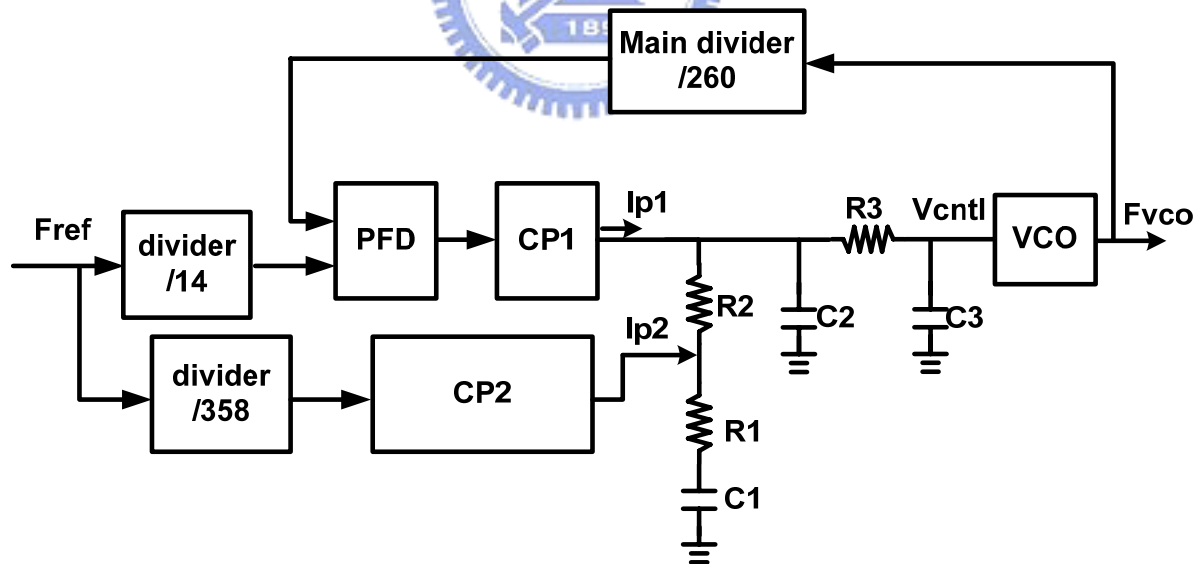 Main divider
/260
Fref
divider
/14
PFD
CP1
Ip1
R3
Vcntl
VCO
Fvco
R2
C2
C3
divider
/358
CP2
Ip2
R1
C1